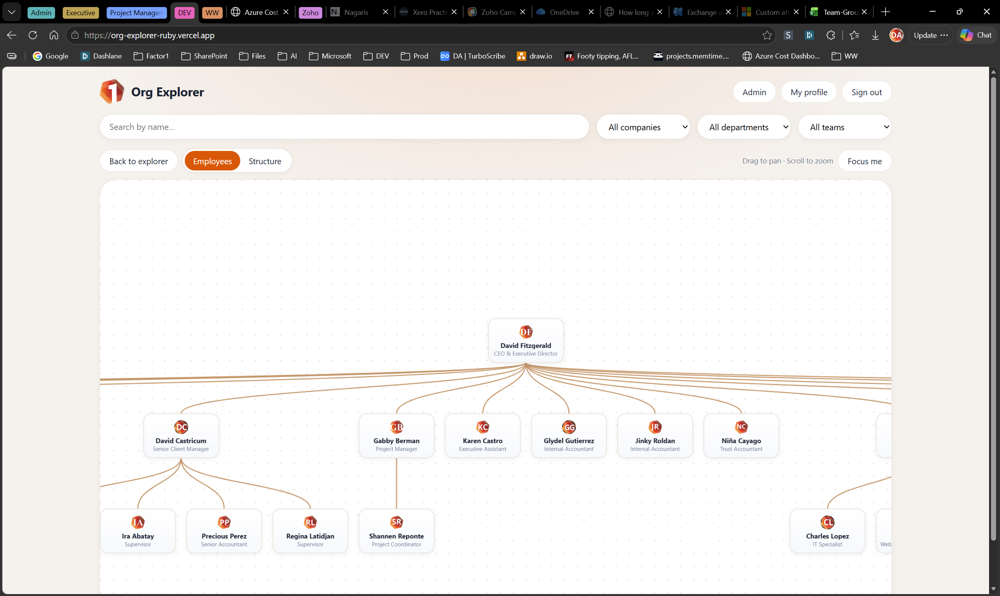 Admin
Executive
Project Managem
DEV
WW
Azure Cost
Zoho
Nagaris
Xero Practi
Zoho Camp
OneDrive
How long a
Exchange a
Custom att
Team-Grou
https://org-explorer-ruby.vercel.app
S
DA
Update
Chat
Google
Dashlane
Factor1
SharePoint
Files
AI
Microsoft
DEV
Prod
DA | TurboScribe
draw.io
FT
Footy tipping, AFL...
projects.memtime....
Azure Cost Dashbo...
WW
1
Org Explorer
Admin
My profile
Sign out
Search by name...
All companies
All departments
All teams
Back to explorer
Employees
Structure
Drag to pan · Scroll to zoom
Focus me
DF
David Fitzgerald
CEO & Executive Director
DC
David Castricum
Senior Client Manager
GB
Gabby Berman
Project Manager
KC
Karen Castro
Executive Assistant
GG
Glydel Gutierrez
Internal Accountant
JR
Jinky Roldan
Internal Accountant
NC
Niña Cayago
Trust Accountant
IA
Ira Abatay
Supervisor
PP
Precious Perez
Senior Accountant
RL
Regina Latidjan
Supervisor
SR
Shannen Reponte
Project Coordinator
CL
Charles Lopez
IT Specialist
Web